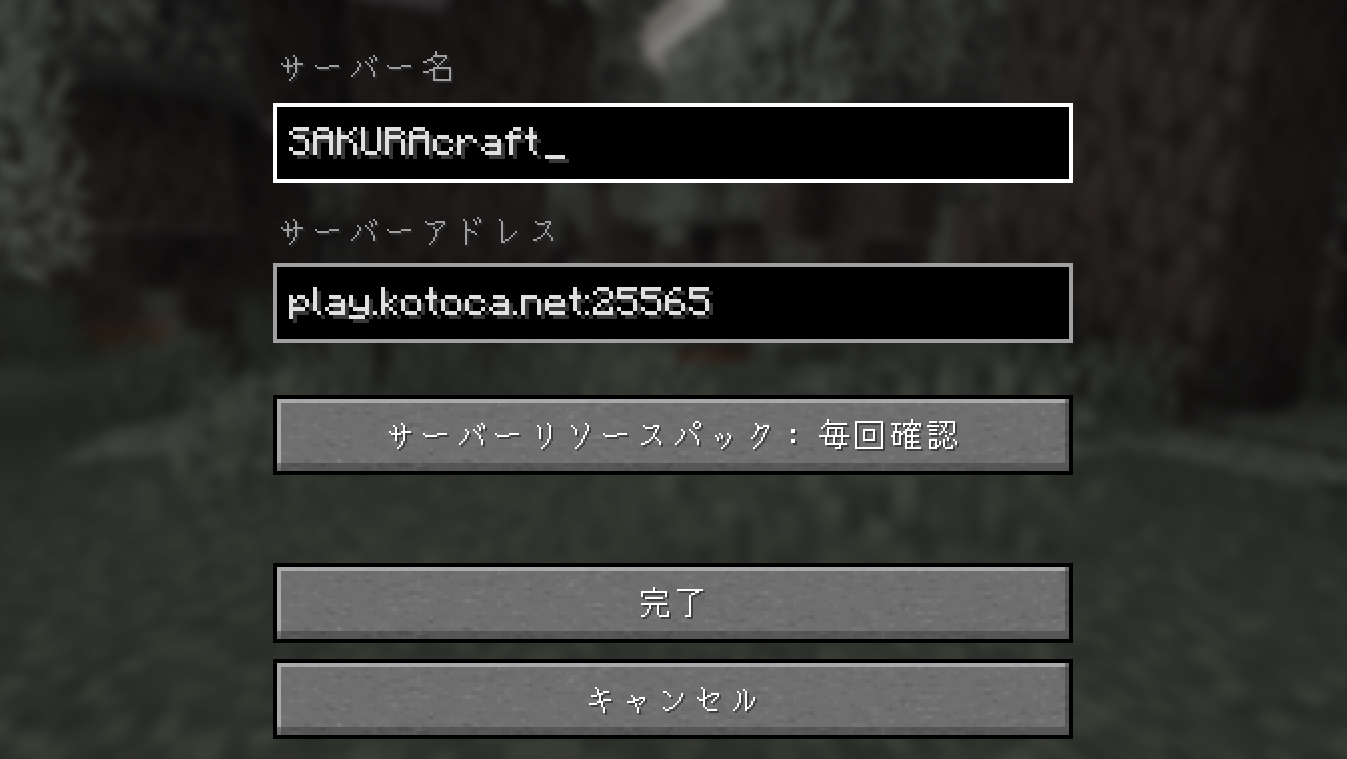 サーバー名
SAKURAcraft_
サーバーアドレス
play.kotoca.net:25565
サーバーリソースパック：毎回確認
完了
キャンセル